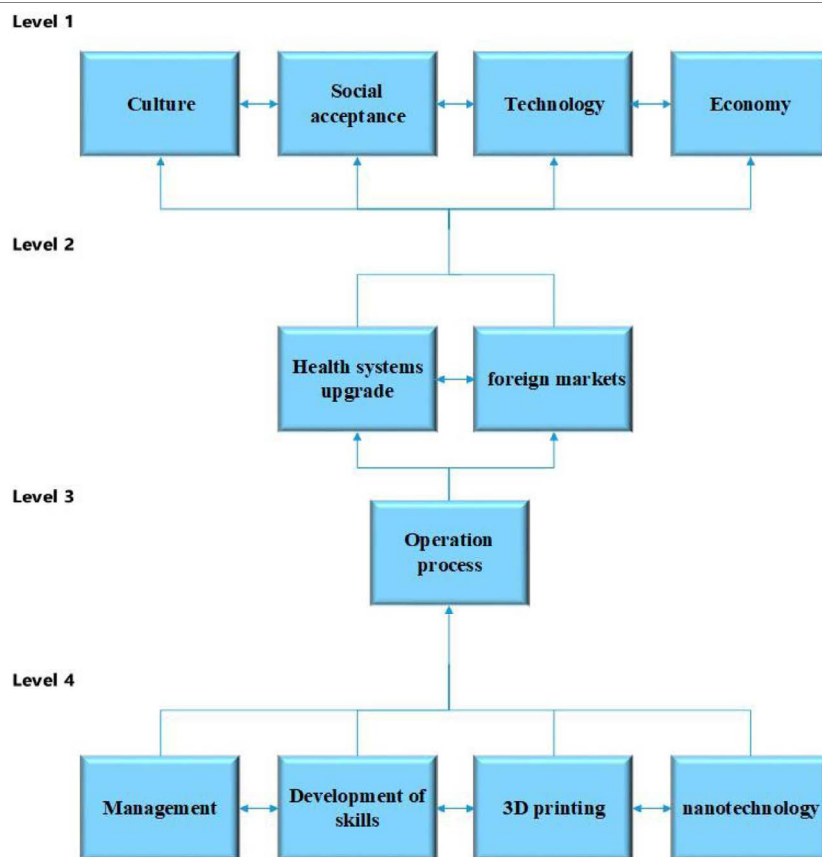 Level 1
Culture
Social
acceptance
Technology
Economy
Level 2
Health systems
upgrade
foreign markets
Level 3
Operation
process
Level 4
Management
Development of
skills
3D printing
nanotechnology